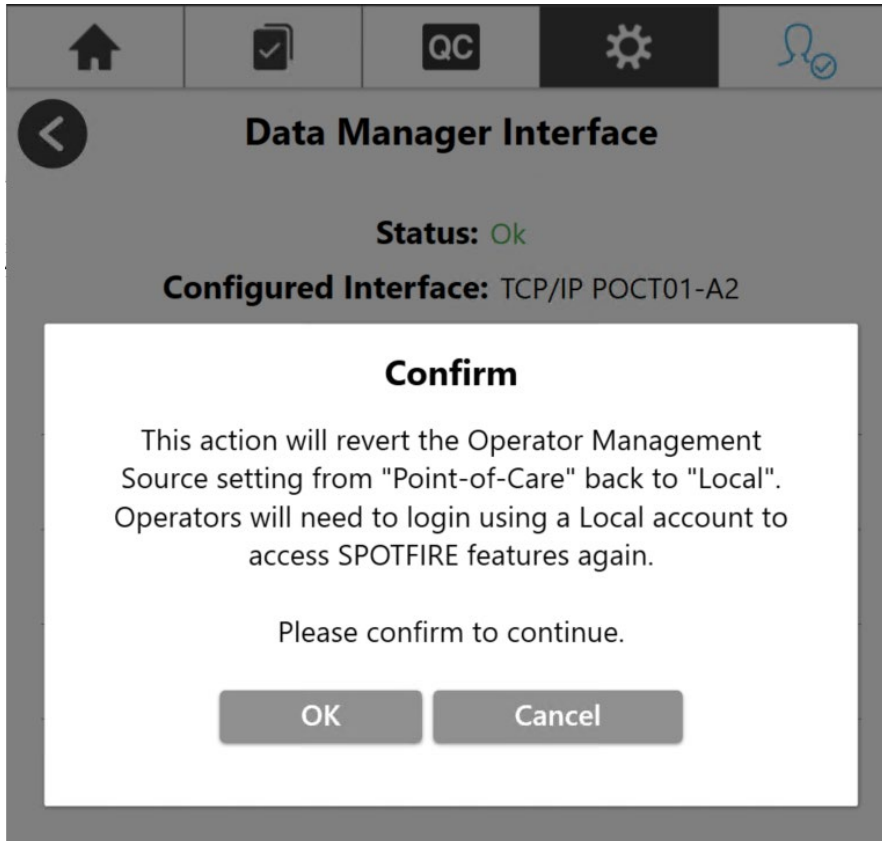 QC
Data Manager Interface
Status: Ok
Configured Interface: TCP/IP POCT01-A2
Confirm
This action will revert the Operator Management
Source setting from "Point-of-Care" back to "Local".
Operators will need to login using a Local account to
access SPOTFIRE features again.
Please confirm to continue.
OK
Cancel